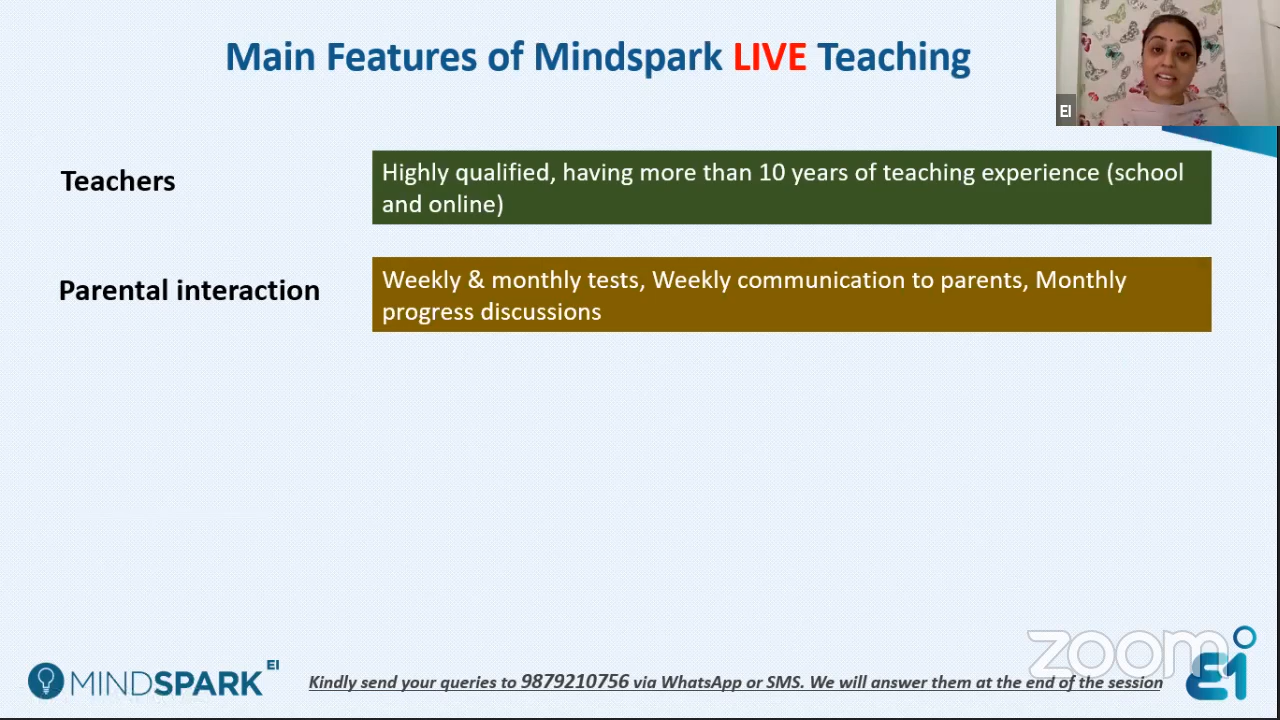 Main Features of Mindspark LIVE Teaching
EI
Teachers
Highly qualified, having more than 10 years of teaching experience (school
and online)
Parental interaction
Weekly & monthly tests, Weekly communication to parents, Monthly
progress discussions
zoom
MINDSPARK EI
Kindly send your queries to 9879210756 via WhatsApp or SMS. We will answer them at the end of the session
EI